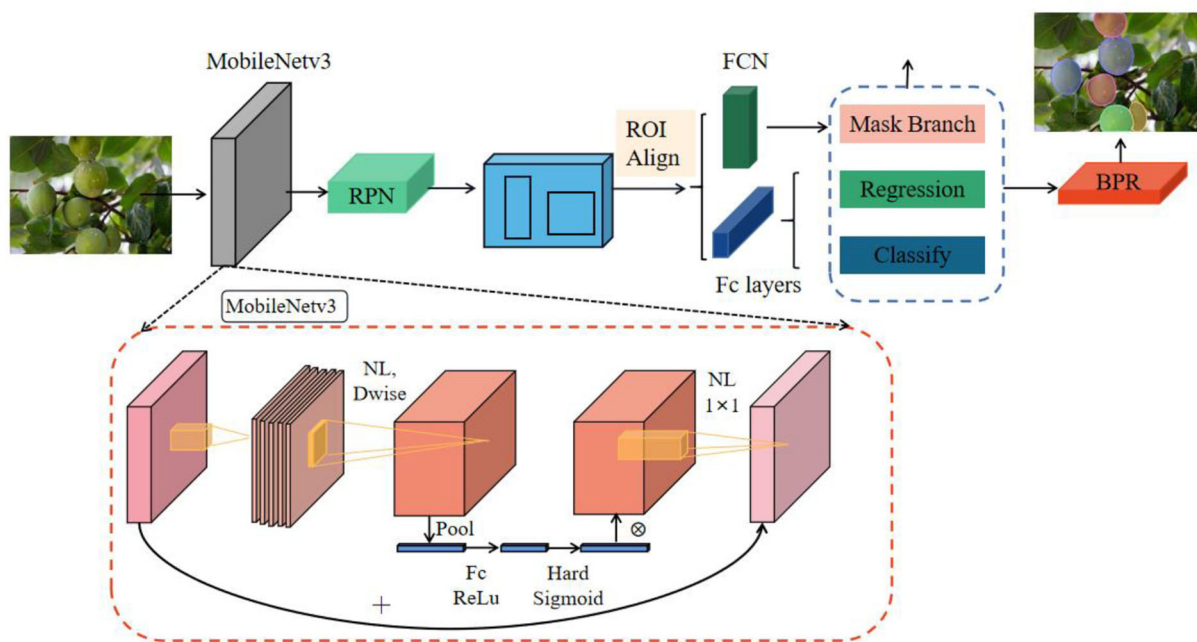 MobileNetv3
FCN
ROI
Align
Mask Branch
RPN
Regression
BPR
Classify
Fc layers
MobileNetv3
NL,
Dwise
NL
1×1
Pool
⊗
Fc
ReLu
Hard
Sigmoid
+